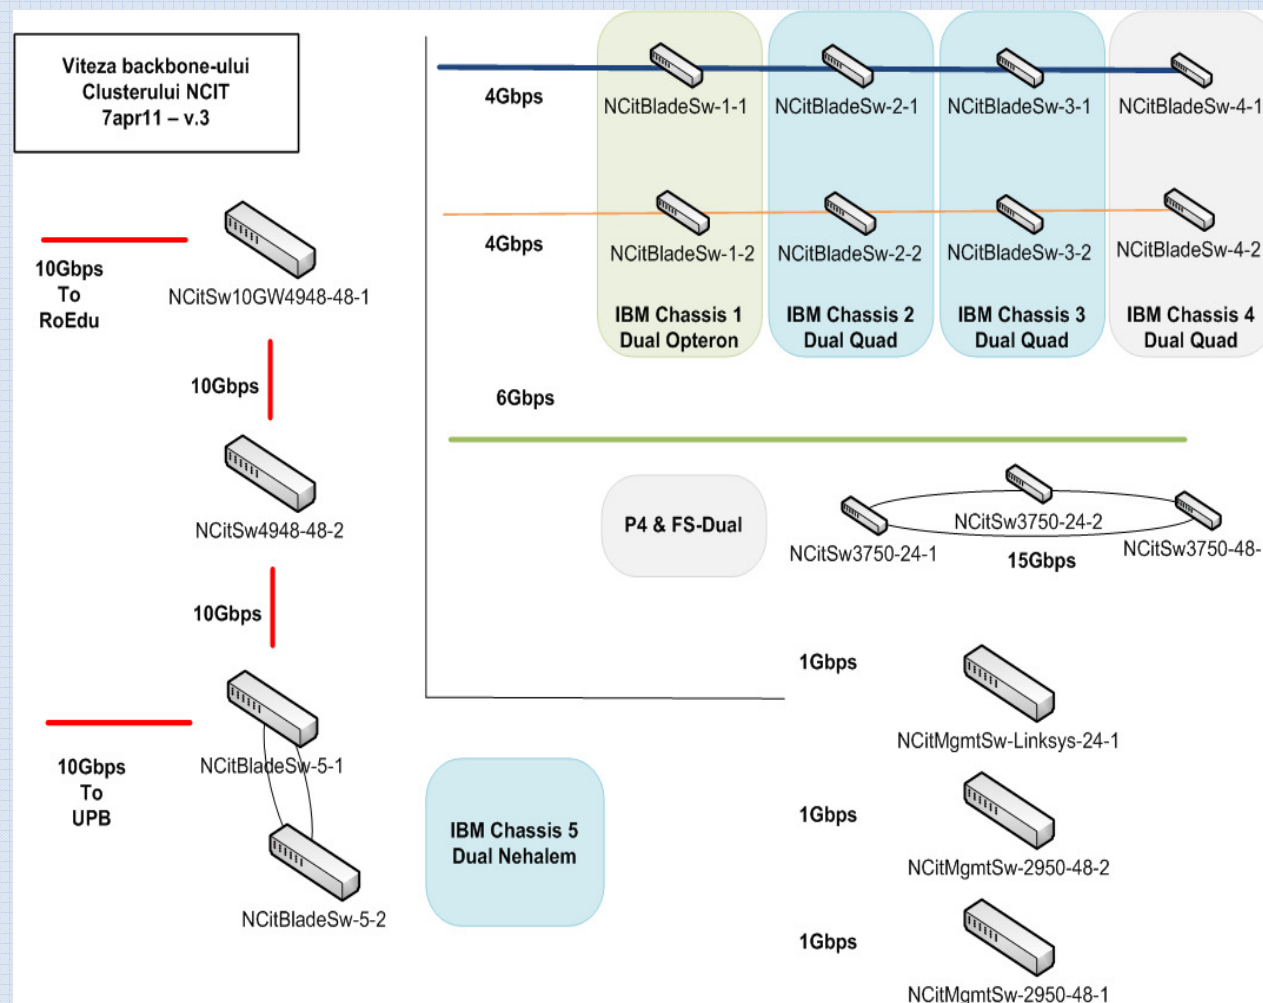 Viteza backbone-ului
Clusterului NCIT
7apr11 – v.3
10Gbps
To
RoEdu
NCitSw10GW4948-48-1
10Gbps
NCitSw4948-48-2
10Gbps
10Gbps
To
UPB
NCitBladeSw-5-1
NCitBladeSw-5-2
IBM Chassis 5
Dual Nehalem
4Gbps
NCitBladeSw-1-1
NCitBladeSw-2-1
NCitBladeSw-3-1
NCitBladeSw-4-1
4Gbps
NCitBladeSw-1-2
NCitBladeSw-2-2
NCitBladeSw-3-2
NCitBladeSw-4-2
IBM Chassis 1
Dual Opteron
IBM Chassis 2
Dual Quad
IBM Chassis 3
Dual Quad
IBM Chassis 4
Dual Quad
6Gbps
P4 & FS-Dual
NCitSw3750-24-1
NCitSw3750-24-2
NCitSw3750-48-
15Gbps
1Gbps
NCitMgmtSw-Linksys-24-1
1Gbps
NCitMgmtSw-2950-48-2
1Gbps
NCitMgmtSw-2950-48-1